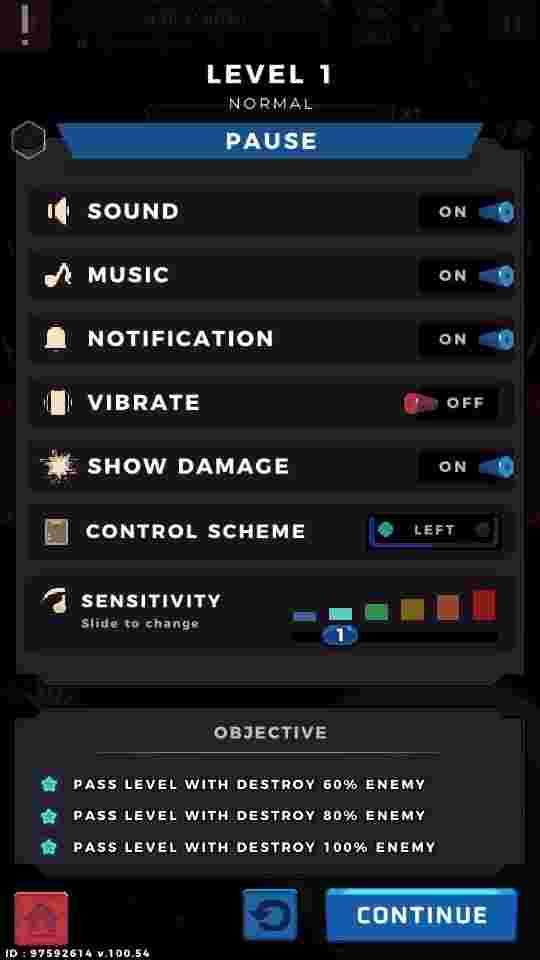 LEVEL 1
NORMAL
PAUSE
SOUND ON
MUSIC ON
NOTIFICATION ON
VIBRATE OFF
SHOW DAMAGE ON
CONTROL SCHEME LEFT
SENSITIVITY
Slide to change
1
OBJECTIVE
PASS LEVEL WITH DESTROY 60% ENEMY
PASS LEVEL WITH DESTROY 80% ENEMY
PASS LEVEL WITH DESTROY 100% ENEMY
CONTINUE
ID : 97592614 v.100.54